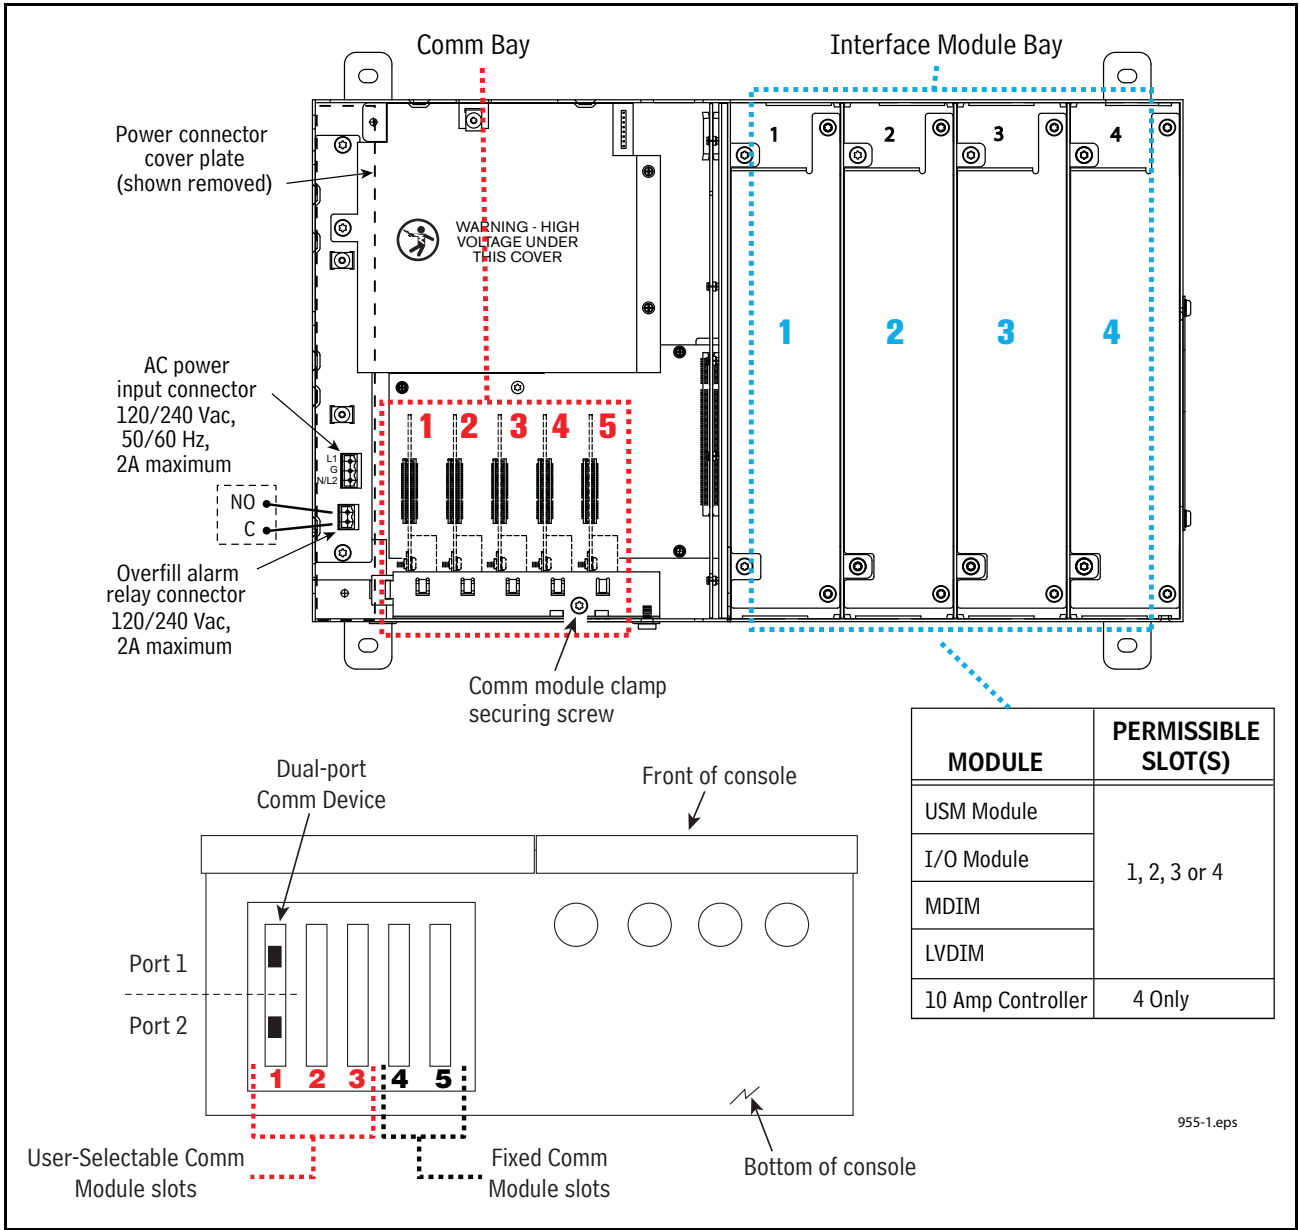 Comm Bay
Interface Module Bay
Power connector
cover plate
(shown removed)
1
2
3
4
WARNING - HIGH
VOLTAGE UNDER
THIS COVER
1
2
3
4
AC power
input connector
120/240 Vac,
50/60 Hz,
2A maximum
L1
G
N/L2
1
2
3
4
5
NO
C
Overfill alarm
relay connector
120/240 Vac,
2A maximum
Comm module clamp
securing screw
MODULE
PERMISSIBLE
SLOT(S)
USM Module
I/O Module
MDIM
LVDIM
1, 2, 3 or 4
10 Amp Controller
4 Only
Dual-port
Comm Device
Front of console
Port 1
Port 2
1
2
3
4
5
User-Selectable Comm
Module slots
Fixed Comm
Module slots
Bottom of console
955-1.eps